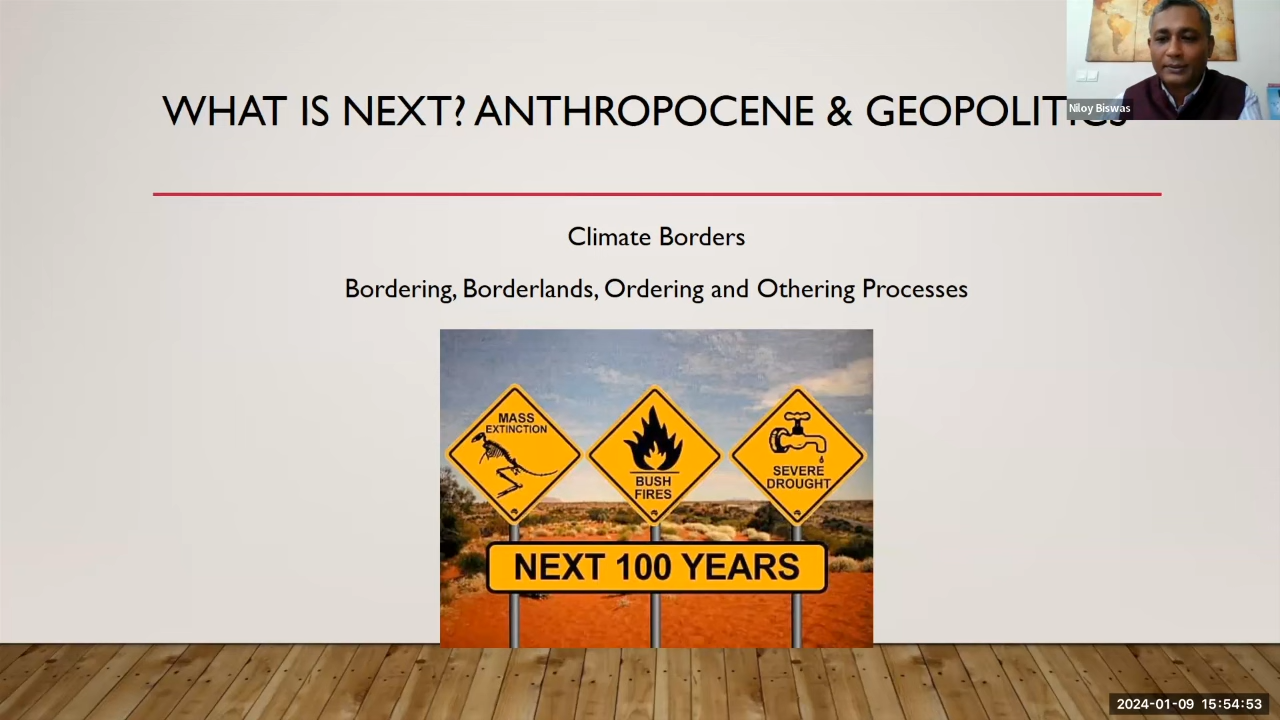 WHAT IS NEXT? ANTHROPOCENE & GEOPOLITICS
Niloy Biswas
Climate Borders
Bordering, Borderlands, Ordering and Othering Processes
MASS
EXTINCTION
BUSH
FIRES
SEVERE
DROUGHT
NEXT 100 YEARS
2024-01-09 15:54:53